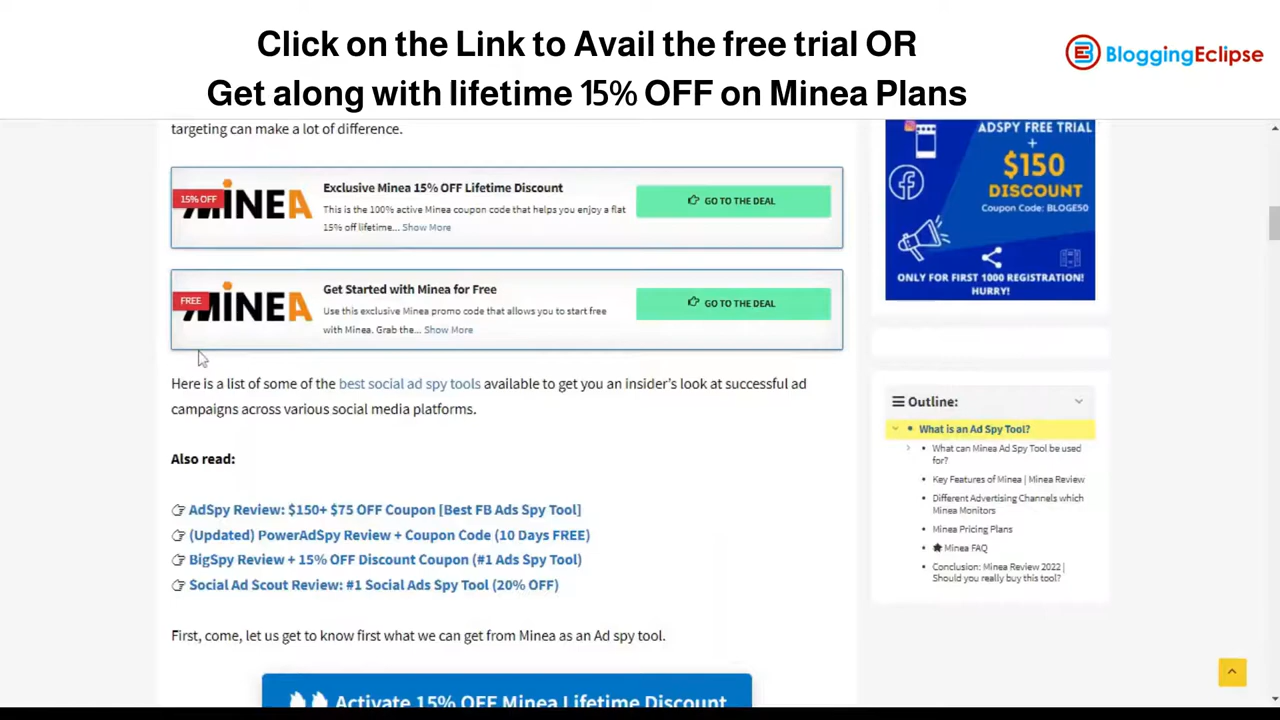 Click on the Link to Avail the free trial OR
Get along with lifetime 15% OFF on Minea Plans
BloggingEclipse
targeting can make a lot of difference.
15% OFF
MINEA
Exclusive Minea 15% OFF Lifetime Discount
This is the 100% active Minea coupon code that helps you enjoy a flat
15% off lifetime... Show More
GO TO THE DEAL
FREE
MINEA
Get Started with Minea for Free
Use this exclusive Minea promo code that allows you to start free
with Minea. Grab the... Show More
GO TO THE DEAL
Here is a list of some of the best social ad spy tools available to get you an insider's look at successful ad
campaigns across various social media platforms.
Also read:
AdSpy Review: $150+ $75 OFF Coupon [Best FB Ads Spy Tool]
(Updated) PowerAdSpy Review + Coupon Code (10 Days FREE)
BigSpy Review + 15% OFF Discount Coupon (#1 Ads Spy Tool)
Social Ad Scout Review: #1 Social Ads Spy Tool (20% OFF)
First, come, let us get to know first what we can get from Minea as an Ad spy tool.
Activate 15% OFF Minea Lifetime Discount
ADSPY FREE TRIAL
+
$150
DISCOUNT
Coupon Code: BLOGE50
ONLY FOR FIRST 1000 REGISTRATION!
HURRY!
Outline:
What is an Ad Spy Tool?
What can Minea Ad Spy Tool be used
for?
Key Features of Minea | Minea Review
Different Advertising Channels which
Minea Monitors
Minea Pricing Plans
Minea FAQ
Conclusion: Minea Review 2022 |
Should you really buy this tool?